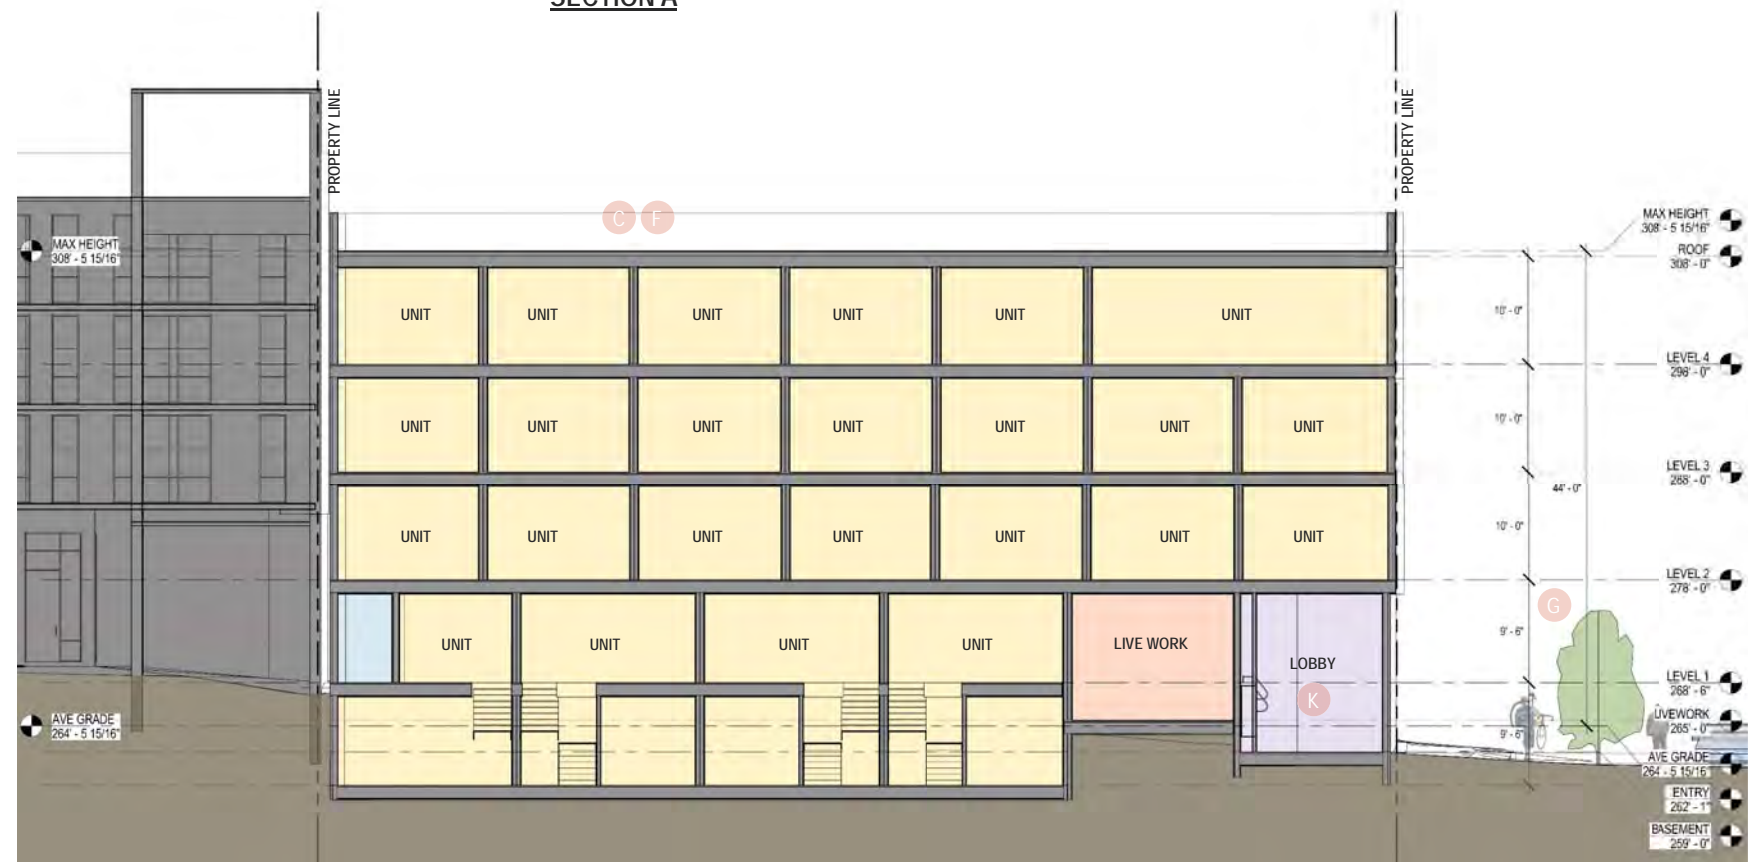 SECTION A
PROPERTY LINE
PROPERTY LINE
C F
MAX HEIGHT
308' - 5 15/16"
MAX HEIGHT
308' - 5 15/16"
ROOF
308' - 0"
UNIT UNIT UNIT UNIT UNIT UNIT
10' - 0"
LEVEL 4
298' - 0"
UNIT UNIT UNIT UNIT UNIT UNIT UNIT
10' - 0"
LEVEL 3
288' - 0"
44' - 0"
UNIT UNIT UNIT UNIT UNIT UNIT UNIT
10' - 0"
LEVEL 2
278' - 0"
G
UNIT UNIT UNIT UNIT LIVE WORK
LOBBY
K
9' - 6"
LEVEL 1
268' - 6"
LIVEWORK
265' - 0"
9' - 6"
AVE GRADE
264' - 5 15/16"
AVE GRADE
264' - 5 15/16"
ENTRY
262' - 1"
BASEMENT
259' - 0"